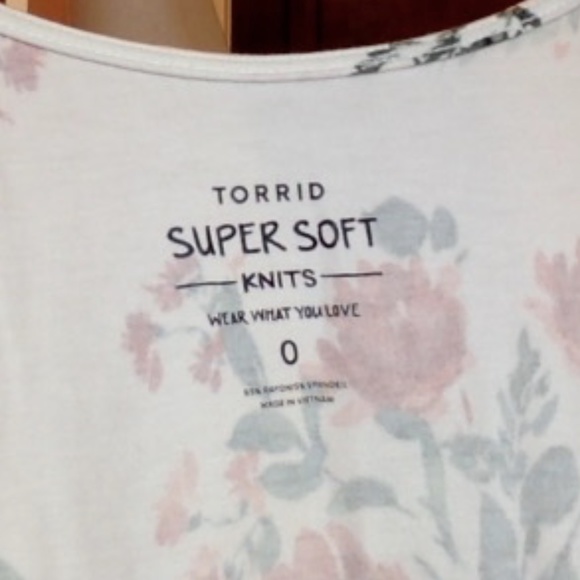 TORRID
SUPER SOFT
KNITS
WEAR WHAT YOU LOVE
0
MADE IN VIETNAM